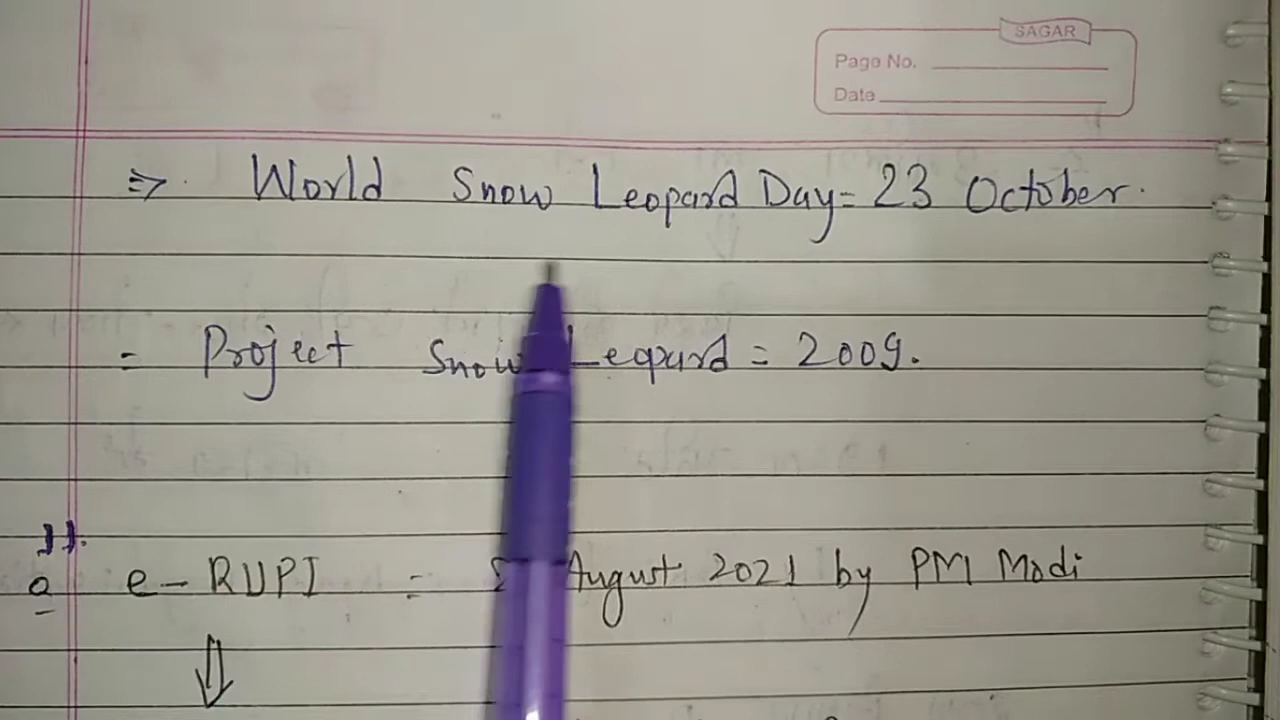 SAGAR
Page No.
Date
⇒ World Snow Leopard Day = 23 October.
= Project Snow Leopard = 2009.
11.
a e-RUPI = August 2021 by PM Modi